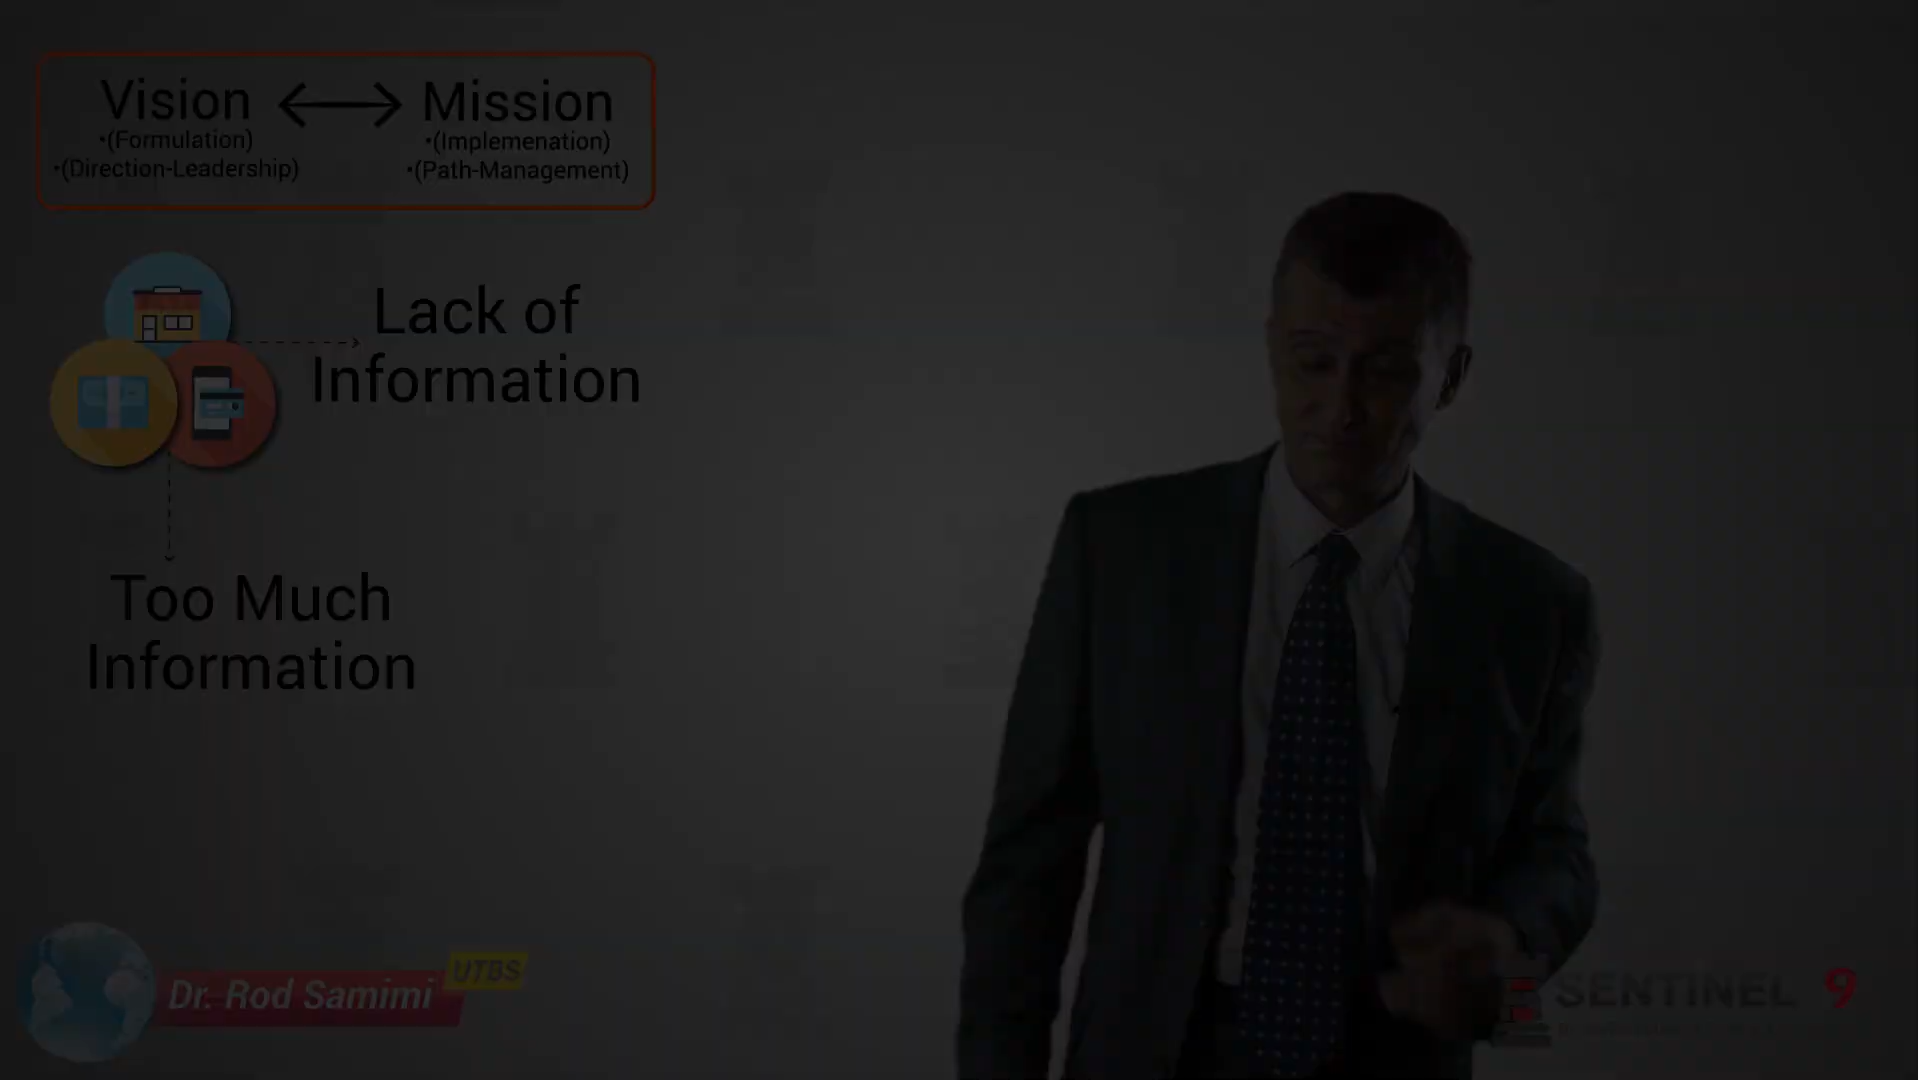 Vision ⟷ Mission
•(Formulation)
•(Implemenation)
•(Direction-Leadership)
•(Path-Management)
Lack of
Information
Too Much
Information
UTBS
Dr. Rod Samimi
SENTINEL 9